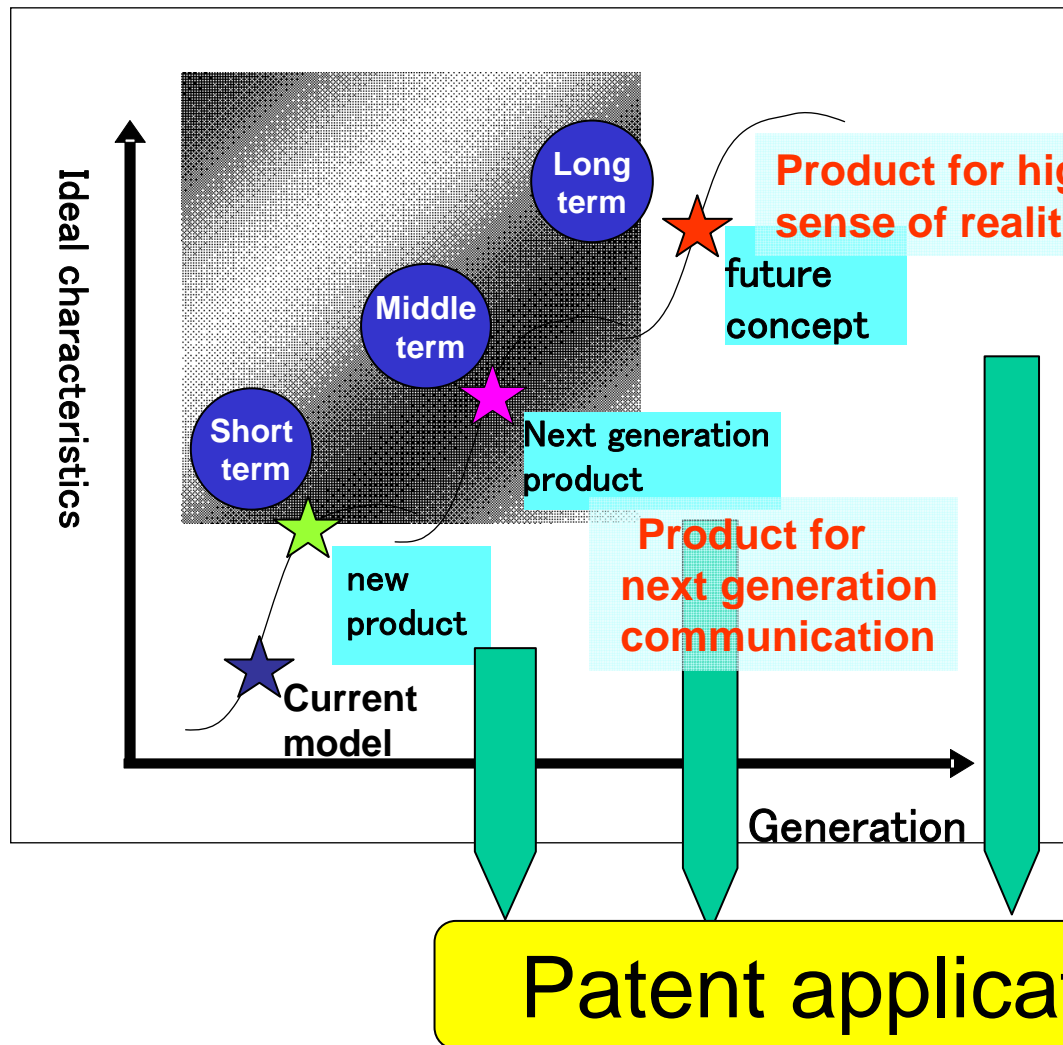 Ideal characteristics
Long
term
Product for hig
sense of realit
future
concept
Middle
term
Short
term
Next generation
product
Product for
next generation
communication
new
product
Current
model
Generation
Patent applica